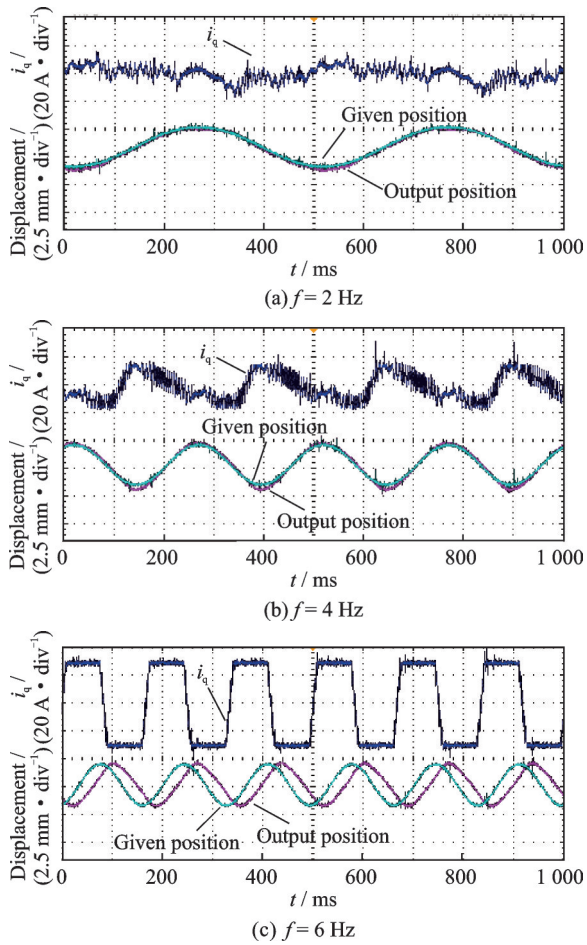 i_q
Given position
Output position
i_q /
(20 A • div⁻¹)
Displacement /
(2.5 mm • div⁻¹)
0 200 400 600 800 1 000
t / ms
(a) f = 2 Hz
i_q
Given position
Output position
i_q /
(20 A • div⁻¹)
Displacement /
(2.5 mm • div⁻¹)
0 200 400 600 800 1 000
t / ms
(b) f = 4 Hz
i_q
Given position
Output position
i_q /
(20 A • div⁻¹)
Displacement /
(2.5 mm • div⁻¹)
0 200 400 600 800 1 000
t / ms
(c) f = 6 Hz